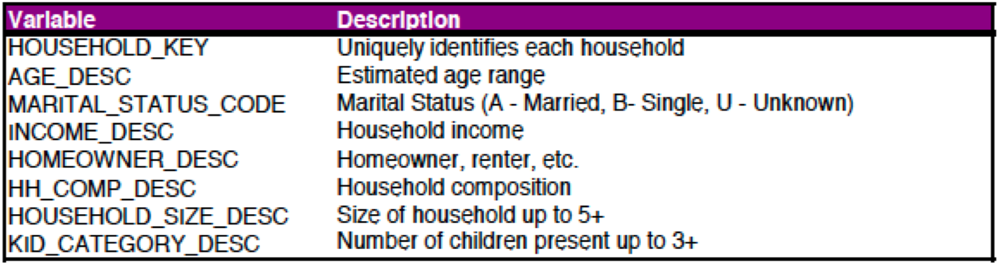 Variable Description
HOUSEHOLD_KEY Uniquely identifies each household
AGE_DESC Estimated age range
MARITAL_STATUS_CODE Marital Status (A - Married, B- Single, U - Unknown)
INCOME_DESC Household income
HOMEOWNER_DESC Homeowner, renter, etc.
HH_COMP_DESC Household composition
HOUSEHOLD_SIZE_DESC Size of household up to 5+
KID_CATEGORY_DESC Number of children present up to 3+